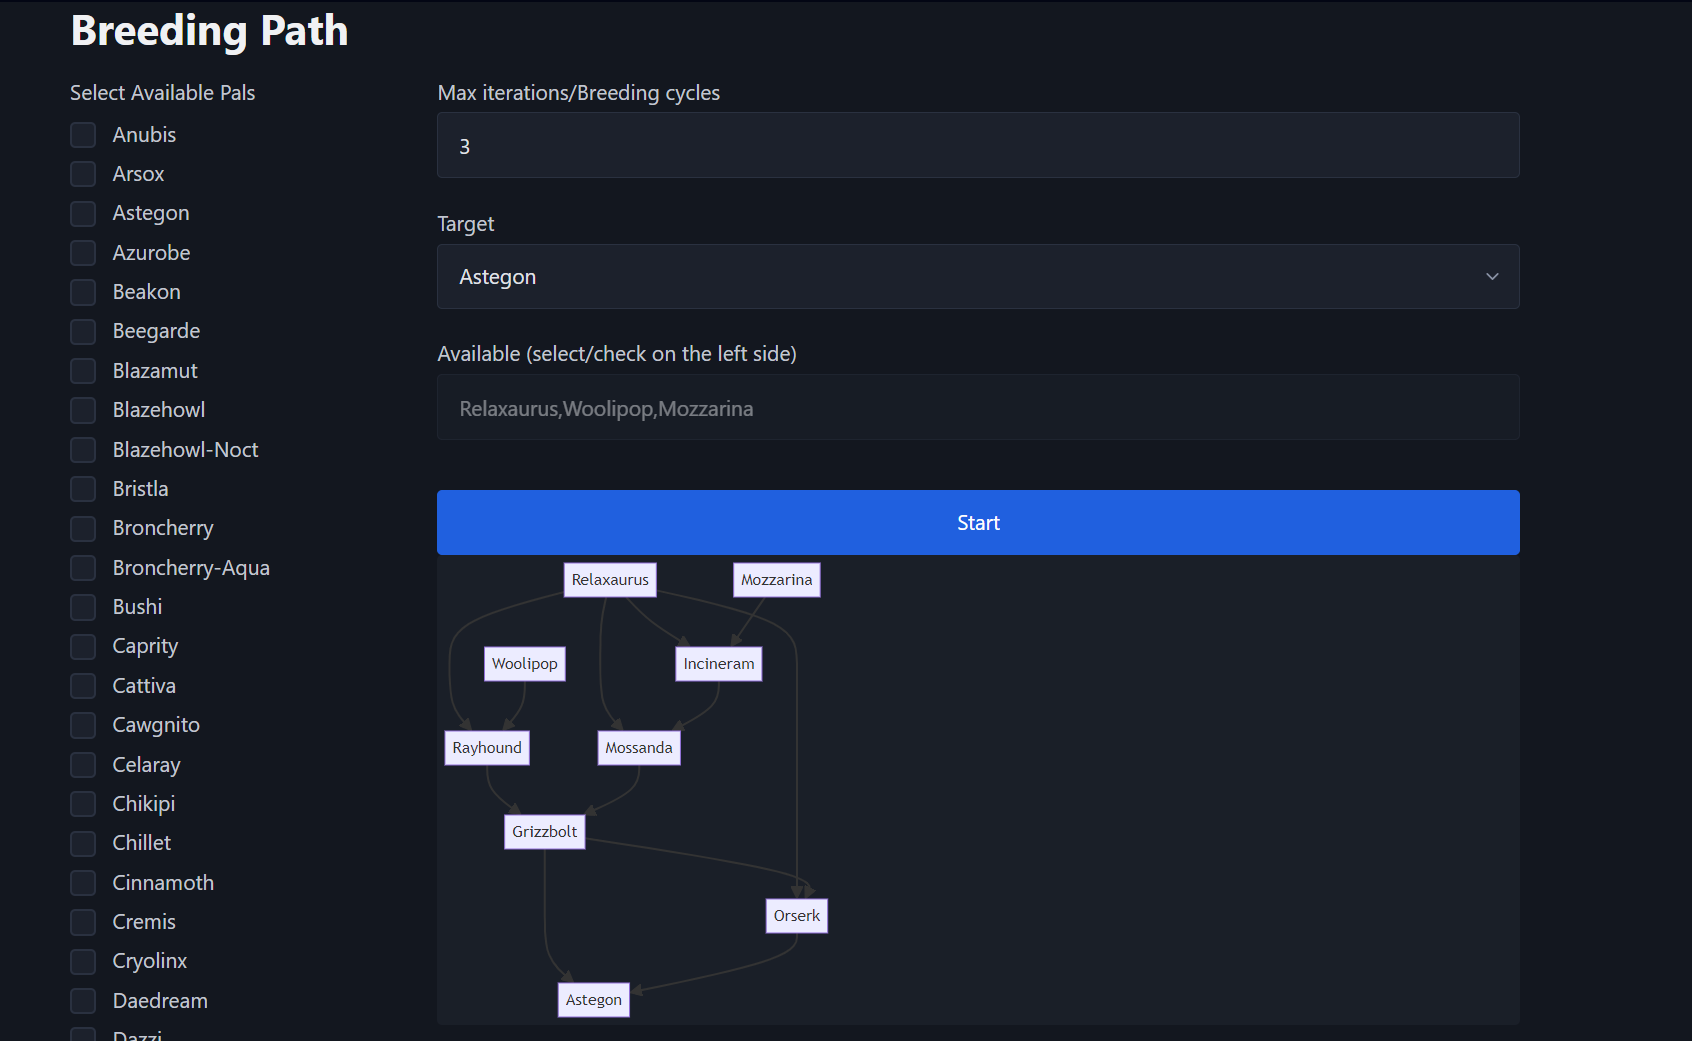 Breeding Path
Select Available Pals
Anubis
Arsox
Astegon
Azurobe
Beakon
Beegarde
Blazamut
Blazehowl
Blazehowl-Noct
Bristla
Broncherry
Broncherry-Aqua
Bushi
Caprity
Cattiva
Cawgnito
Celaray
Chikipi
Chillet
Cinnamoth
Cremis
Cryolinx
Daedream
Dazzi
Max iterations/Breeding cycles
3
Target
Astegon
Available (select/check on the left side)
Relaxaurus,Woolipop,Mozzarina
Start
Relaxaurus
Mozzarina
Woolipop
Incineram
Rayhound
Mossanda
Grizzbolt
Orserk
Astegon